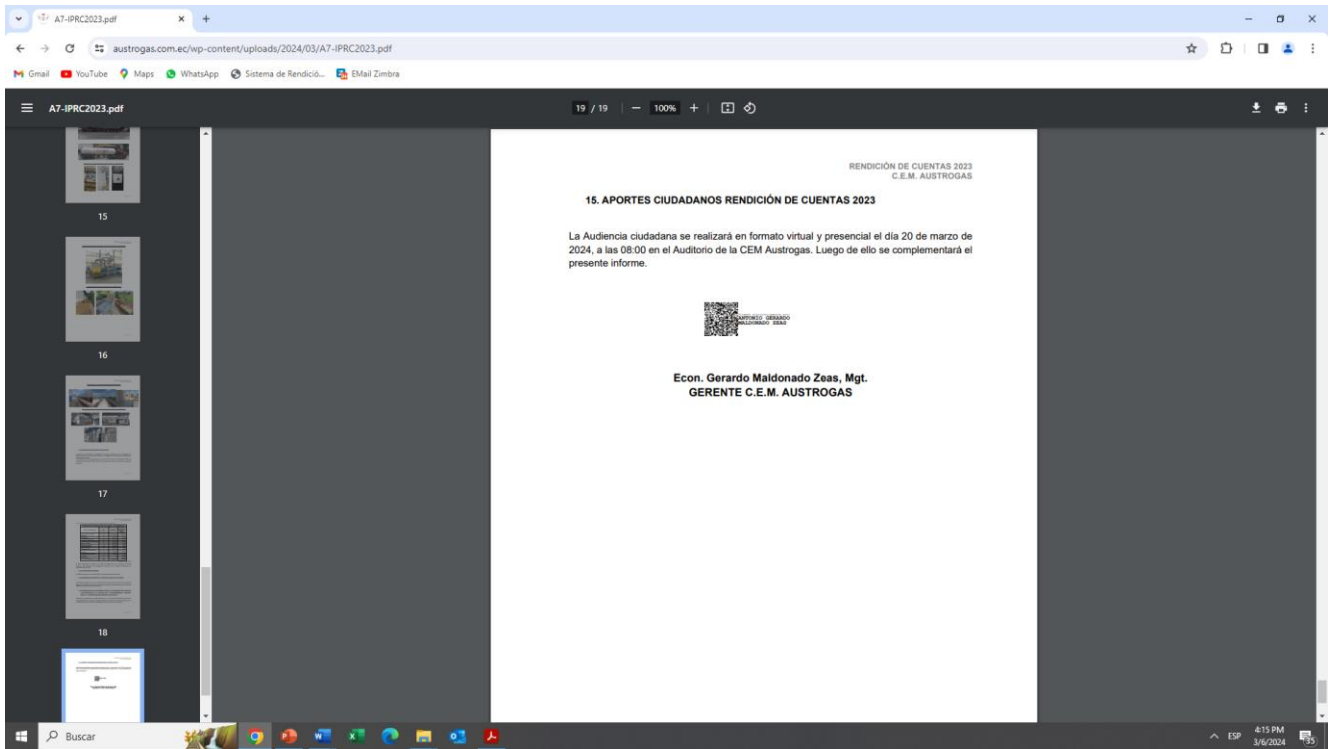 A7-IPRC2023.pdf
austrogas.com.ec/wp-content/uploads/2024/03/A7-IPRC2023.pdf
Gmail YouTube Maps WhatsApp Sistema de Rendició... EMail Zimbra
A7-IPRC2023.pdf 19 / 19 100%
15
16
17
18
RENDICIÓN DE CUENTAS 2023
C.E.M. AUSTROGAS
15. APORTES CIUDADANOS RENDICIÓN DE CUENTAS 2023
La Audiencia ciudadana se realizará en formato virtual y presencial el día 20 de marzo de
2024, a las 08:00 en el Auditorio de la CEM Austrogas. Luego de ello se complementará el
presente informe.
ANTONIO GERARDO
MALDONADO ZEAS
Econ. Gerardo Maldonado Zeas, Mgt.
GERENTE C.E.M. AUSTROGAS
Buscar
ESP
4:15 PM
3/6/2024
35